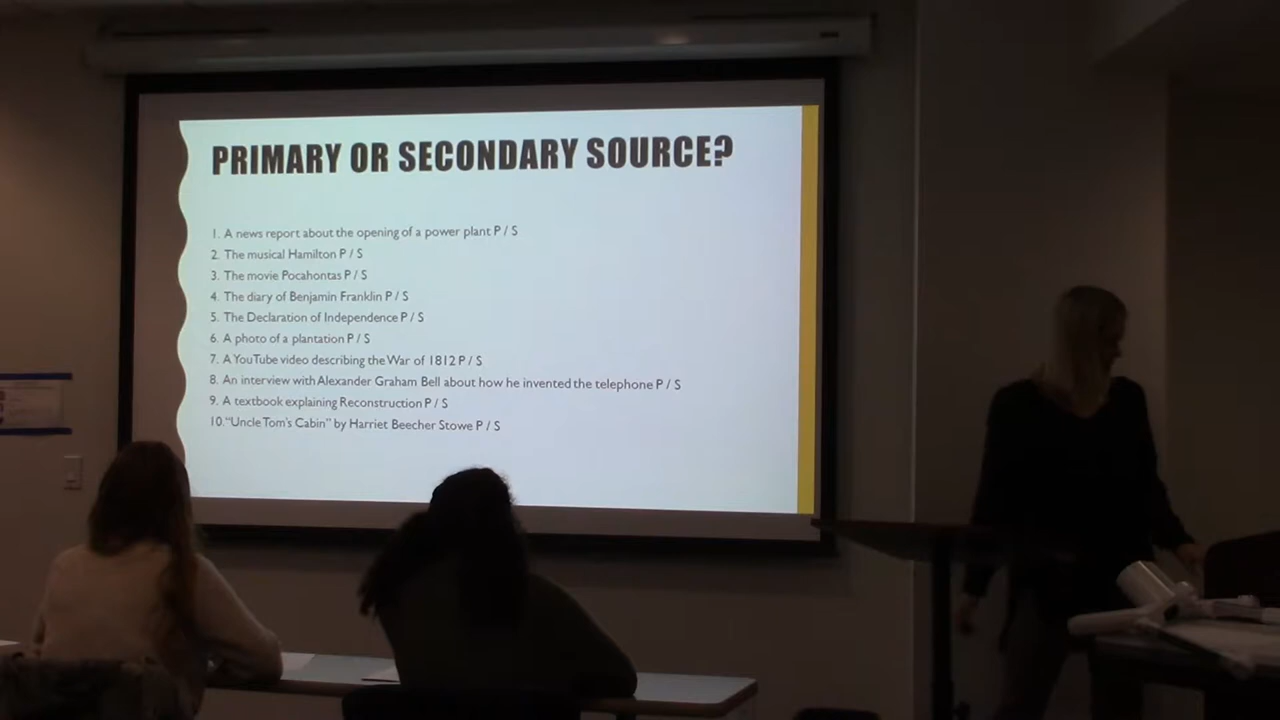 PRIMARY OR SECONDARY SOURCE?
1. A news report about the opening of a power plant P / S
2. The musical Hamilton P / S
3. The movie Pocahontas P / S
4. The diary of Benjamin Franklin P / S
5. The Declaration of Independence P / S
6. A photo of a plantation P / S
7. A YouTube video describing the War of 1812 P / S
8. An interview with Alexander Graham Bell about how he invented the telephone P / S
9. A textbook explaining Reconstruction P / S
10. "Uncle Tom's Cabin" by Harriet Beecher Stowe P / S